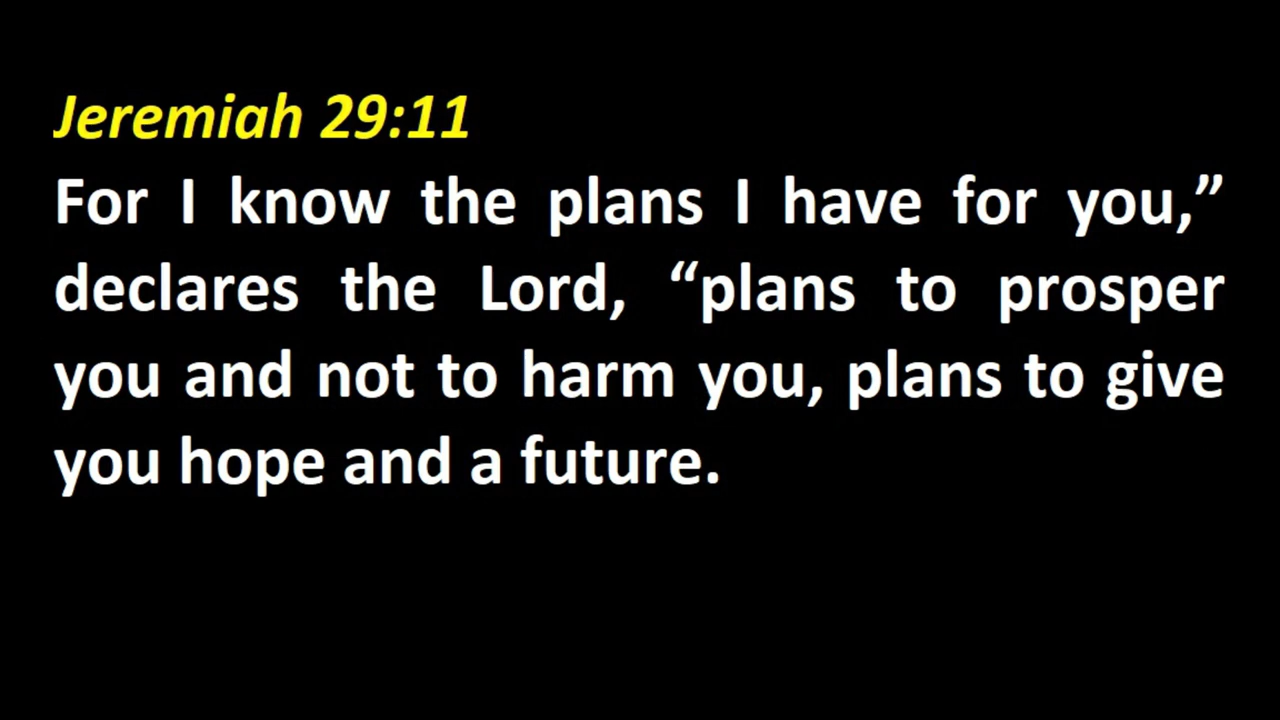 Jeremiah 29:11
For I know the plans I have for you,”
declares the Lord, “plans to prosper
you and not to harm you, plans to give
you hope and a future.